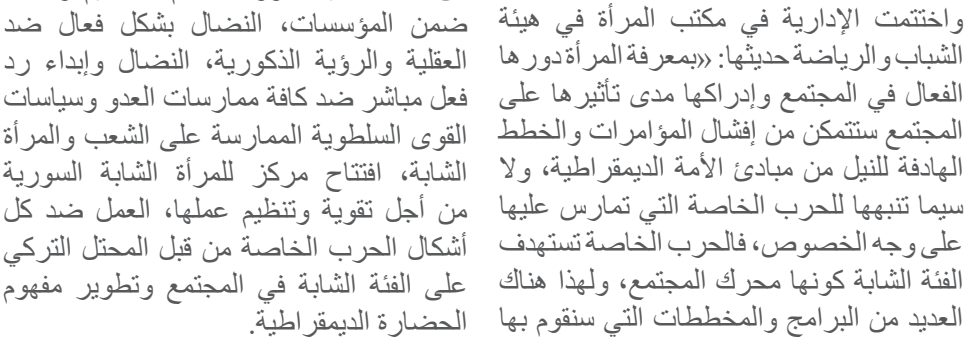 واختتمت الإدارية في مكتب المرأة في هيئة
الشباب والرياضة حديثها: «بمعرفة المرأة دورها
الفعال في المجتمع وإدراكها مدى تأثيرها على
المجتمع ستتمكن من إفشال المؤامرات والخطط
الهادفة للنيل من مبادئ الأمة الديمقراطية، ولا
سيما تنبهها للحرب الخاصة التي تمارس عليها
على وجه الخصوص، فالحرب الخاصة تستهدف
الفئة الشابة كونها محرك المجتمع، ولهذا هناك
العديد من البرامج والمخططات التي سنقوم بها
ضمن المؤسسات، النضال بشكل فعال ضد
العقلية والرؤية الذكورية، النضال وإبداء رد
فعل مباشر ضد كافة ممارسات العدو وسياسات
القوى السلطوية الممارسة على الشعب والمرأة
الشابة، افتتاح مركز للمرأة الشابة السورية
من أجل تقوية وتنظيم عملها، العمل ضد كل
أشكال الحرب الخاصة من قبل المحتل التركي
على الفئة الشابة في المجتمع وتطوير مفهوم
الحضارة الديمقراطية.